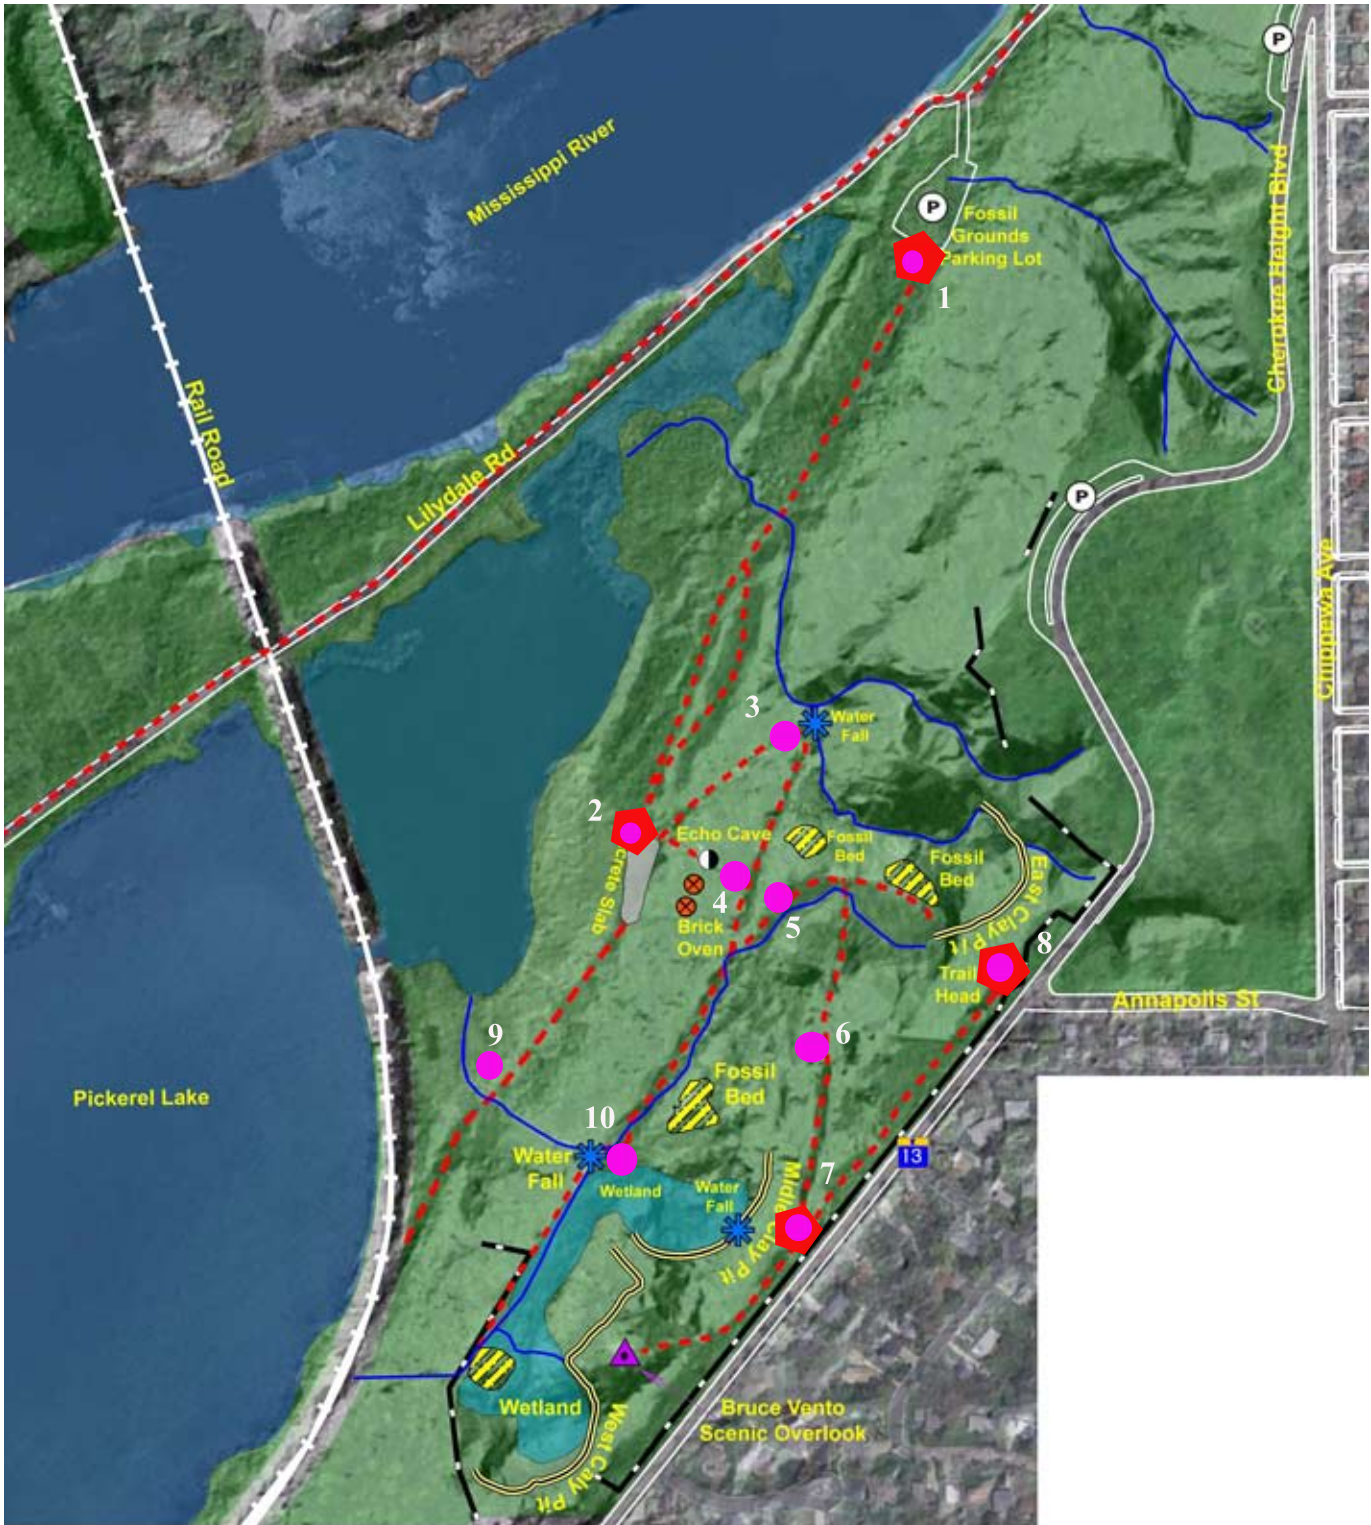 P
Cherokee Height Blvd
Mississippi River
P
Fossil
Grounds
Parking Lot
1
Rail Road
Lilydale Rd
P
Chippewa Ave
3
Water
Fall
2
Echo Cave
Fossil
Bed
Fossil
Bed
crete Slab
4
5
Brick
Oven
East Clay Pit
8
Trail
Head
Annapolis St
9
6
Fossil
Bed
Pickerel Lake
10
13
Water
Fall
Wetland
Water
Fall
7
Midle Clay Pit
Wetland
West Caly Pit
Bruce Vento
Scenic Overlook